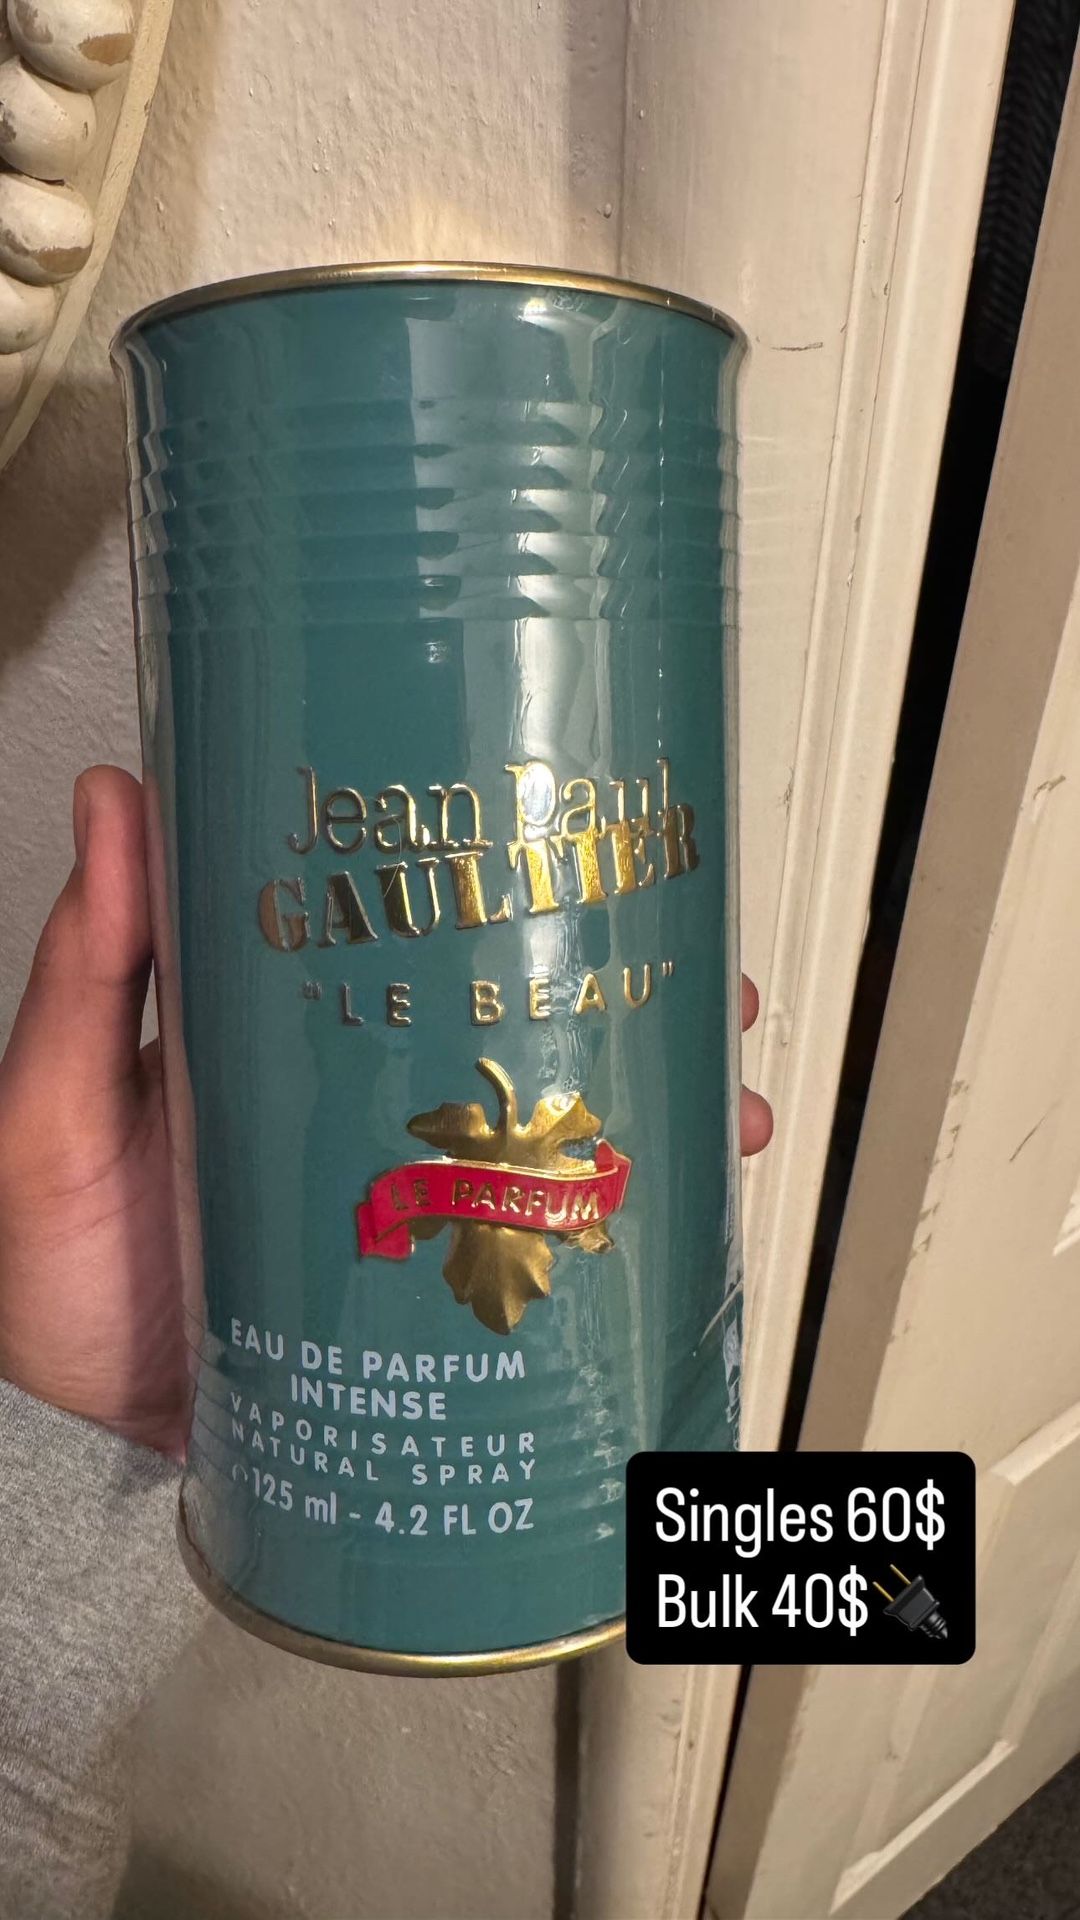 Jean Paul
GAULTIER
"LE BEAU"
LE PARFUM
EAU DE PARFUM
INTENSE
VAPORISATEUR
NATURAL SPRAY
℮125 ml - 4.2 FL OZ
Singles 60$
Bulk 40$🔌